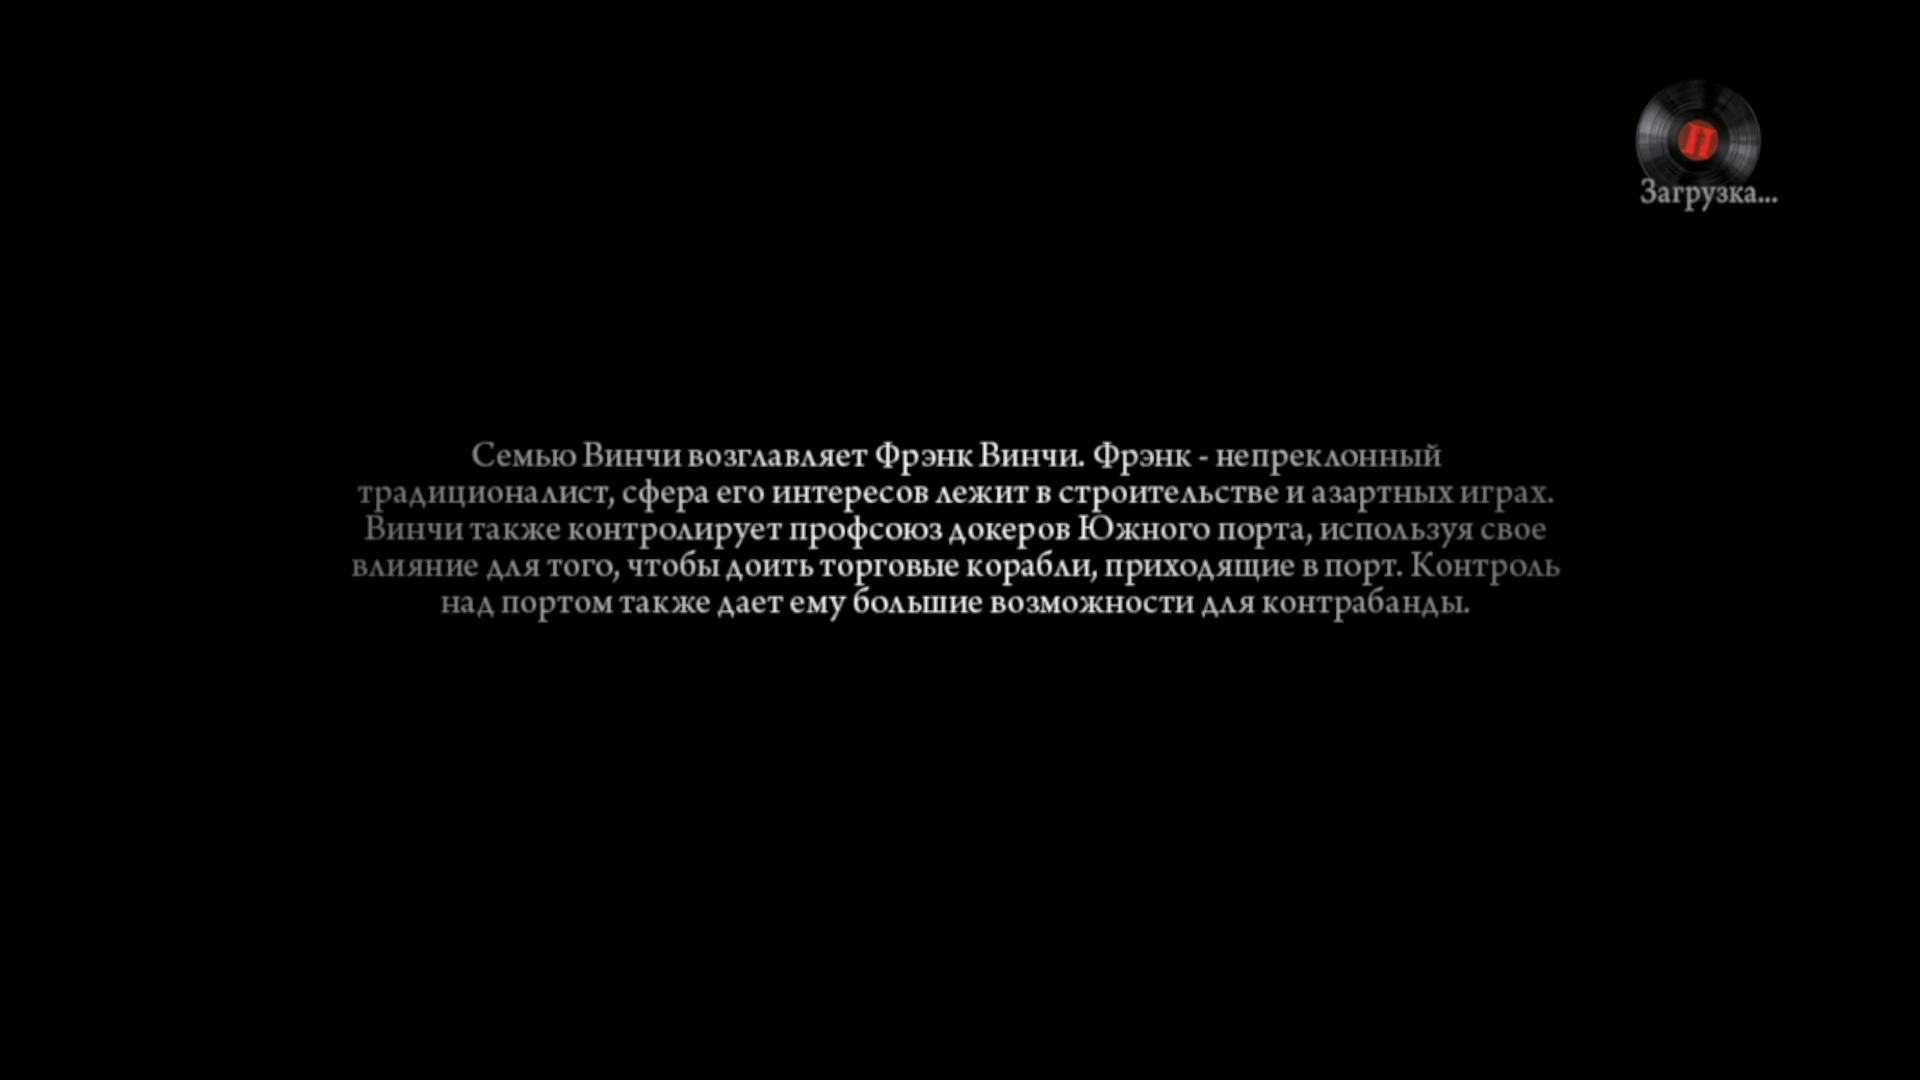 II
Загрузка...
Семью Винчи возглавляет Фрэнк Винчи. Фрэнк - непреклонный
традиционалист, сфера его интересов лежит в строительстве и азартных играх.
Винчи также контролирует профсоюз докеров Южного порта, используя свое
влияние для того, чтобы доить торговые корабли, приходящие в порт. Контроль
над портом также дает ему большие возможности для контрабанды.